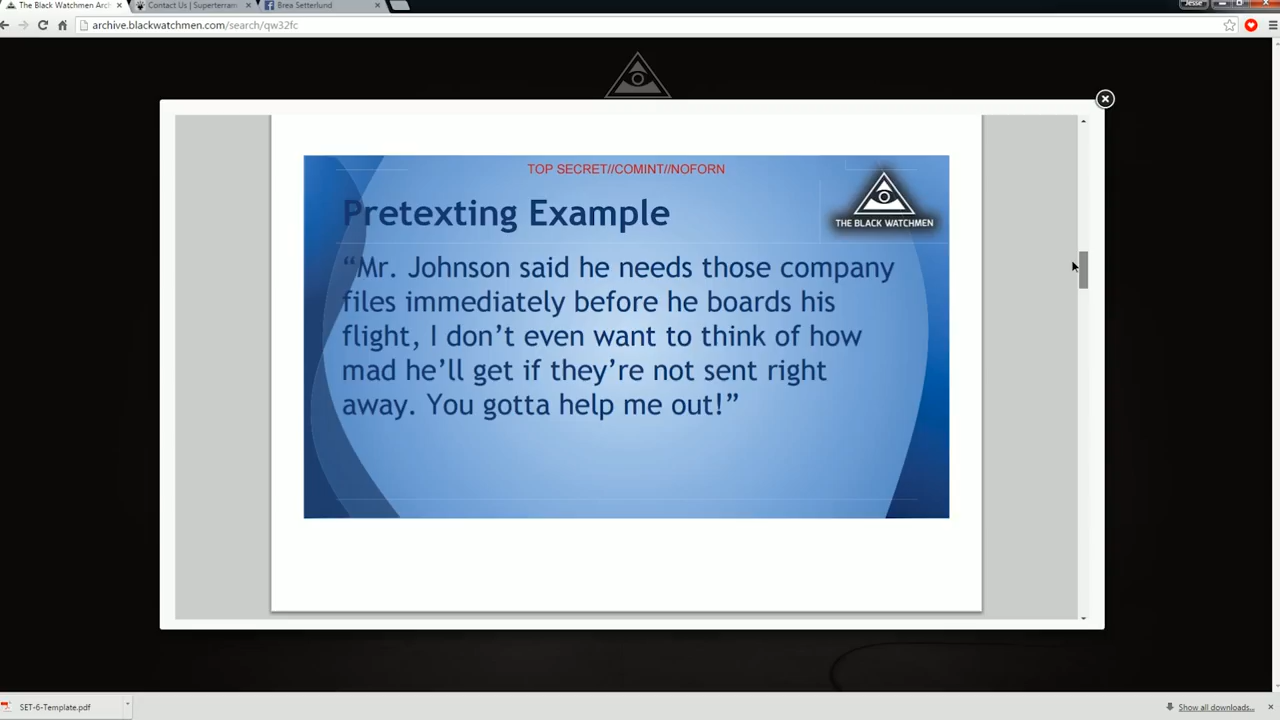 The Black Watchmen Arch
Contact Us | Superterram
Brea Setterlund
Jesse
archive.blackwatchmen.com/search/qw32fc
TOP SECRET//COMINT//NOFORN
Pretexting Example
THE BLACK WATCHMEN
“Mr. Johnson said he needs those company
files immediately before he boards his
flight, I don’t even want to think of how
mad he’ll get if they’re not sent right
away. You gotta help me out!”
SET-6-Template.pdf
Show all downloads...